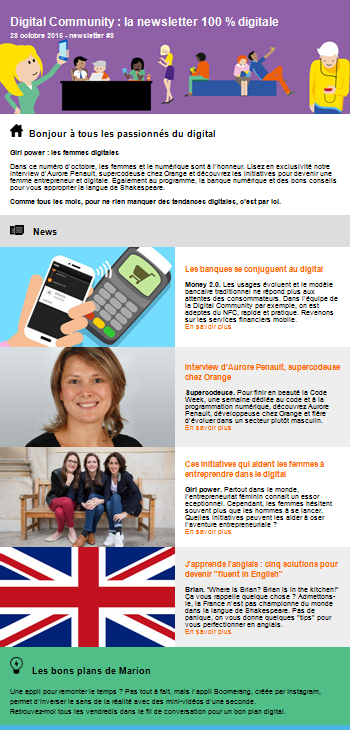 Digital Community : la newsletter 100 % digitale
28 octobre 2016 - newsletter #8
Bonjour à tous les passionnés du digital
Girl power : les femmes digitales
Dans ce numéro d'octobre, les femmes et le numérique sont à l'honneur. Lisez en exclusivité notre
interview d'Aurore Penault, supercodeuse chez Orange et découvrez les initiatives pour devenir une
femme entrepreneur et digitale. Egalement au programme, la banque numérique et des bons conseils
pour vous approprier la langue de Shakespeare.
Comme tous les mois, pour ne rien manquer des tendances digitales, c'est par ici.
News
Les banques se conjuguent au digital
Money 2.0. Les usages évoluent et le modèle
bancaire traditionnel ne répond plus aux
attentes des consommateurs. Dans l'équipe de
la Digital Community par exemple, on est
adeptes du NFC, rapide et pratique. Revenons
sur les services financiers mobile.
En savoir plus
Interview d'Aurore Penault, supercodeuse
chez Orange
Supercodeuse. Pour finir en beauté la Code
Week, une semaine dédiée au code et à la
programmation numérique, découvrez Aurore
Penault, développeuse chez Orange et fière
d'évoluer dans un secteur plutôt masculin.
En savoir plus
Ces initiatives qui aident les femmes à
entreprendre dans le digital
Girl power. Partout dans le monde,
l'entrepreneuriat féminin connait un essor
exceptionnel. Cependant, les femmes hésitent
souvent plus que les hommes à se lancer.
Quelles initiatives peuvent les aider à oser
l'aventure entrepreneuriale ?
En savoir plus
J'apprends l'anglais : cinq solutions pour
devenir "fluent in English"
Brian. "Where is Brian? Brian is in the kitchen!"
Ca vous rappelle quelque chose ? Admettons-
le, la France n'est pas championne du monde
dans la langue de Shakespeare. Pas de
panique, on vous donne quelques "tips" pour
vous perfectionner en anglais.
En savoir plus
Les bons plans de Marion
Une appli pour remonter le temps ? Pas tout à fait, mais l'appli Boomerang, créée par Instagram,
permet d'inverser le sens de la réalité avec des mini-vidéos d'une seconde.
Retrouvez-moi tous les vendredis dans le fil de conversation pour un bon plan digital.